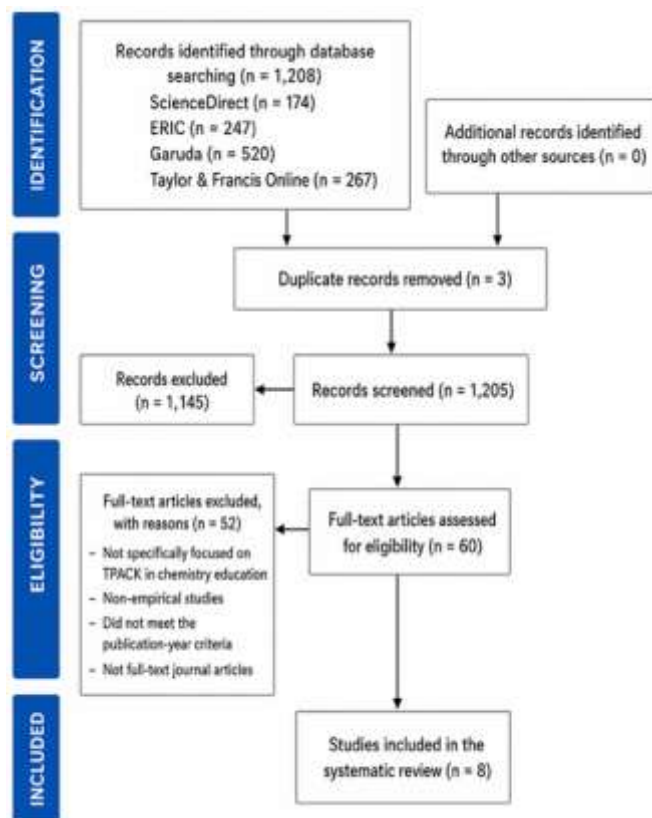 IDENTIFICATION
Records identified through database
searching (n = 1,208)
ScienceDirect (n = 174)
ERIC (n = 247)
Garuda (n = 520)
Taylor & Francis Online (n = 267)
Additional records identified
through other sources (n = 0)
SCREENING
Duplicate records removed (n = 3)
Records excluded
(n = 1,145)
Records screened (n = 1,205)
ELIGIBILITY
Full-text articles excluded,
with reasons (n = 52)
– Not specifically focused on
TPACK in chemistry education
– Non-empirical studies
– Did not meet the
publication-year criteria
– Not full-text journal articles
Full-text articles assessed
for eligibility (n = 60)
INCLUDED
Studies included in the
systematic review (n = 8)